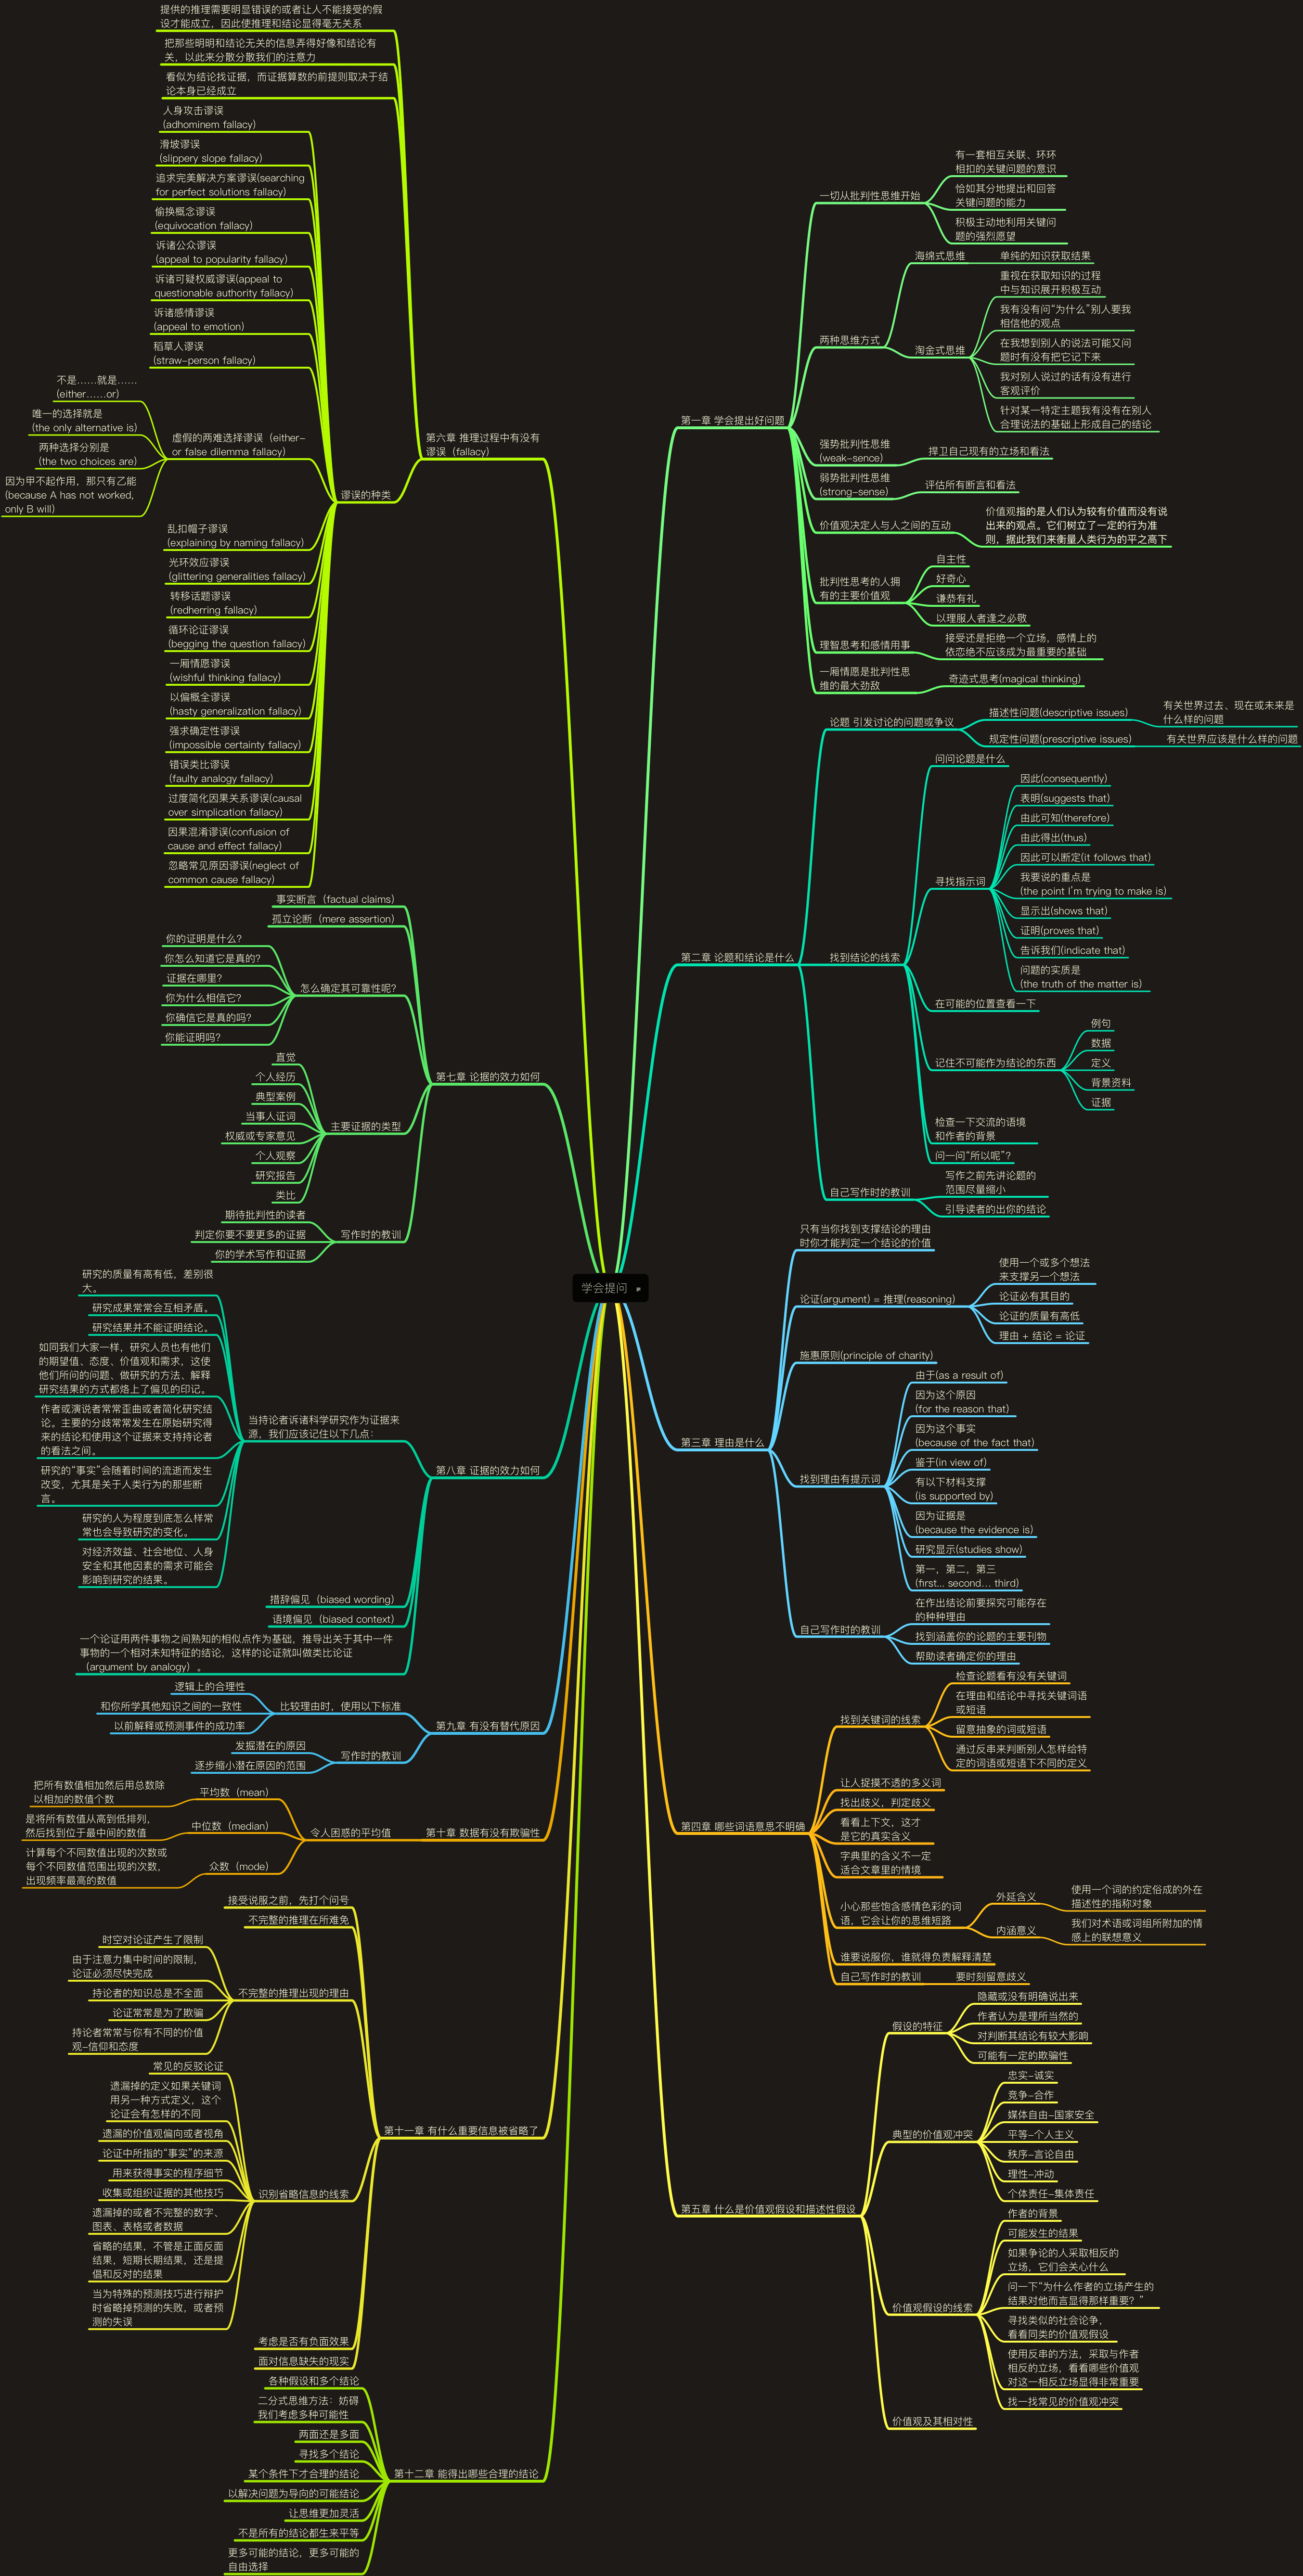 学会提问
第一章 学会提出好问题
一切从批判性思维开始
有一套相互关联、环环
相扣的关键问题的意识
恰如其分地提出和回答
关键问题的能力
积极主动地利用关键问
题的强烈愿望
两种思维方式
海绵式思维
单纯的知识获取结果
淘金式思维
重视在获取知识的过程
中与知识展开积极互动
我有没有问“为什么”别人要我
相信他的观点
在我想到别人的说法可能又问
题时有没有把它记下来
我对别人说过的话有没有进行
客观评价
针对某一特定主题我有没有在别人
合理说法的基础上形成自己的结论
强势批判性思维
(weak-sence)
捍卫自己现有的立场和看法
弱势批判性思维
(strong-sense)
评估所有断言和看法
价值观决定人与人之间的互动
价值观指的是人们认为较有价值而没有说
出来的观点。它们树立了一定的行为准
则，据此我们来衡量人类行为的平之高下
批判性思考的人拥
有的主要价值观
自主性
好奇心
谦恭有礼
以理服人者逢之必敬
理智思考和感情用事
接受还是拒绝一个立场，感情上的
依恋绝不应该成为最重要的基础
一厢情愿是批判性思
维的最大劲敌
奇迹式思考(magical thinking)
第二章 论题和结论是什么
论题 引发讨论的问题或争议
描述性问题(descriptive issues)
有关世界过去、现在或未来是
什么样的问题
规定性问题(prescriptive issues)
有关世界应该是什么样的问题
找到结论的线索
问问论题是什么
寻找指示词
因此(consequently)
表明(suggests that)
由此可知(therefore)
由此得出(thus)
因此可以断定(it follows that)
我要说的重点是
(the point I'm trying to make is)
显示出(shows that)
证明(proves that)
告诉我们(indicate that)
问题的实质是
(the truth of the matter is)
在可能的位置查看一下
记住不可能作为结论的东西
例句
数据
定义
背景资料
证据
检查一下交流的语境
和作者的背景
问一问“所以呢”？
自己写作时的教训
写作之前先讲论题的
范围尽量缩小
引导读者的出你的结论
第三章 理由是什么
只有当你找到支撑结论的理由
时你才能判定一个结论的价值
论证(argument) = 推理(reasoning)
使用一个或多个想法
来支撑另一个想法
论证必有其目的
论证的质量有高低
理由 + 结论 = 论证
施惠原则(principle of charity)
找到理由有提示词
由于(as a result of)
因为这个原因
(for the reason that)
因为这个事实
(because of the fact that)
鉴于(in view of)
有以下材料支撑
(is supported by)
因为证据是
(because the evidence is)
研究显示(studies show)
第一，第二，第三
(first... second... third)
自己写作时的教训
在作出结论前要探究可能存在
的种种理由
找到涵盖你的论题的主要刊物
帮助读者确定你的理由
第四章 哪些词语意思不明确
找到关键词的线索
检查论题看有没有关键词
在理由和结论中寻找关键词语
或短语
留意抽象的词或短语
通过反串来判断别人怎样给特
定的词语或短语下不同的定义
让人捉摸不透的多义词
找出歧义，判定歧义
看看上下文，这才
是它的真实含义
字典里的含义不一定
适合文章里的情境
小心那些饱含感情色彩的词
语，它会让你的思维短路
外延含义
使用一个词的约定俗成的外在
描述性的指称对象
内涵意义
我们对术语或词组所附加的情
感上的联想意义
谁要说服你，谁就得负责解释清楚
自己写作时的教训
要时刻留意歧义
第五章 什么是价值观假设和描述性假设
假设的特征
隐藏或没有明确说出来
作者认为是理所当然的
对判断其结论有较大影响
可能有一定的欺骗性
典型的价值观冲突
忠实-诚实
竞争-合作
媒体自由-国家安全
平等-个人主义
秩序-言论自由
理性-冲动
个体责任-集体责任
价值观假设的线索
作者的背景
可能发生的结果
如果争论的人采取相反的
立场，它们会关心什么
问一下“为什么作者的立场产生的
结果对他而言显得那样重要？”
寻找类似的社会论争，
看看同类的价值观假设
使用反串的方法，采取与作者
相反的立场，看看哪些价值观
对这一相反立场显得非常重要
找一找常见的价值观冲突
价值观及其相对性
第六章 推理过程中有没有
谬误（fallacy)
提供的推理需要明显错误的或者让人不能接受的假
设才能成立，因此使推理和结论显得毫无关系
把那些明明和结论无关的信息弄得好像和结论有
关，以此来分散分散我们的注意力
看似为结论找证据，而证据算数的前提则取决于结
论本身已经成立
谬误的种类
人身攻击谬误
(adhominem fallacy)
滑坡谬误
(slippery slope fallacy)
追求完美解决方案谬误(searching
for perfect solutions fallacy)
偷换概念谬误
(equivocation fallacy)
诉诸公众谬误
(appeal to popularity fallacy)
诉诸可疑权威谬误(appeal to
questionable authority fallacy)
诉诸感情谬误
(appeal to emotion)
稻草人谬误
(straw-person fallacy)
虚假的两难选择谬误（either-
or false dilemma fallacy)
不是……就是……
(either……or)
唯一的选择就是
(the only alternative is)
两种选择分别是
(the two choices are)
因为甲不起作用，那只有乙能
(because A has not worked,
only B will)
乱扣帽子谬误
(explaining by naming fallacy)
光环效应谬误
(glittering generalities fallacy)
转移话题谬误
(redherring fallacy)
循环论证谬误
(begging the question fallacy)
一厢情愿谬误
(wishful thinking fallacy)
以偏概全谬误
(hasty generalization fallacy)
强求确定性谬误
(impossible certainty fallacy)
错误类比谬误
(faulty analogy fallacy)
过度简化因果关系谬误(causal
over simplication fallacy)
因果混淆谬误(confusion of
cause and effect fallacy)
忽略常见原因谬误(neglect of
common cause fallacy)
第七章 论据的效力如何
事实断言（factual claims)
孤立论断（mere assertion)
怎么确定其可靠性呢？
你的证明是什么？
你怎么知道它是真的？
证据在哪里？
你为什么相信它？
你确信它是真的吗？
你能证明吗？
主要证据的类型
直觉
个人经历
典型案例
当事人证词
权威或专家意见
个人观察
研究报告
类比
写作时的教训
期待批判性的读者
判定你要不要更多的证据
你的学术写作和证据
第八章 证据的效力如何
当持论者诉诸科学研究作为证据来
源，我们应该记住以下几点：
研究的质量有高有低，差别很
大。
研究成果常常会互相矛盾。
研究结果并不能证明结论。
如同我们大家一样，研究人员也有他们
的期望值、态度、价值观和需求，这使
他们所问的问题、做研究的方法、解释
研究结果的方式都烙上了偏见的印记。
作者或演说者常常歪曲或者简化研究结
论。主要的分歧常常发生在原始研究得
来的结论和使用这个证据来支持持论者
的看法之间。
研究的“事实”会随着时间的流逝而发生
改变，尤其是关于人类行为的那些断
言。
研究的人为程度到底怎么样常
常也会导致研究的变化。
对经济效益、社会地位、人身
安全和其他因素的需求可能会
影响到研究的结果。
措辞偏见（biased wording)
语境偏见（biased context)
一个论证用两件事物之间熟知的相似点作为基础，推导出关于其中一件
事物的一个相对未知特征的结论，这样的论证就叫做类比论证
（argument by analogy）。
第九章 有没有替代原因
比较理由时，使用以下标准
逻辑上的合理性
和你所学其他知识之间的一致性
以前解释或预测事件的成功率
写作时的教训
发掘潜在的原因
逐步缩小潜在原因的范围
第十章 数据有没有欺骗性
令人困惑的平均值
平均数（mean)
把所有数值相加然后用总数除
以相加的数值个数
中位数（median)
是将所有数值从高到低排列，
然后找到位于最中间的数值
众数（mode)
计算每个不同数值出现的次数或
每个不同数值范围出现的次数，
出现频率最高的数值
第十一章 有什么重要信息被省略了
接受说服之前，先打个问号
不完整的推理在所难免
不完整的推理出现的理由
时空对论证产生了限制
由于注意力集中时间的限制，
论证必须尽快完成
持论者的知识总是不全面
论证常常是为了欺骗
持论者常常与你有不同的价值
观-信仰和态度
识别省略信息的线索
常见的反驳论证
遗漏掉的定义如果关键词
用另一种方式定义，这个
论证会有怎样的不同
遗漏的价值观偏向或者视角
论证中所指的“事实”的来源
用来获得事实的程序细节
收集或组织证据的其他技巧
遗漏掉的或者不完整的数字、
图表、表格或者数据
省略的结果，不管是正面反面
结果，短期长期结果，还是提
倡和反对的结果
当为特殊的预测技巧进行辩护
时省略掉预测的失败，或者预
测的失误
考虑是否有负面效果
面对信息缺失的现实
第十二章 能得出哪些合理的结论
各种假设和多个结论
二分式思维方法：妨碍
我们考虑多种可能性
两面还是多面
寻找多个结论
某个条件下才合理的结论
以解决问题为导向的可能结论
让思维更加灵活
不是所有的结论都生来平等
更多可能的结论，更多可能的
自由选择